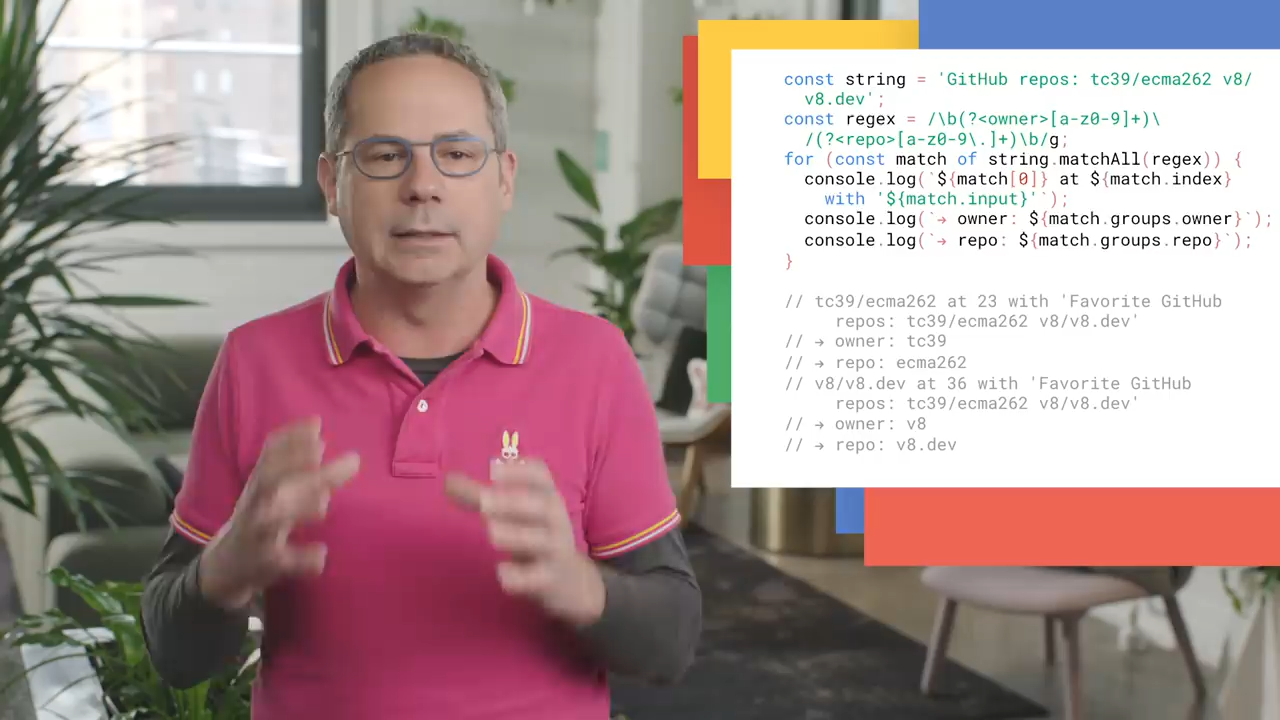 const string = 'GitHub repos: tc39/ecma262 v8/
v8.dev';
const regex = /\b(?<owner>[a-z0-9]+)\
/(?<repo>[a-z0-9\.]+)\b/g;
for (const match of string.matchAll(regex)) {
console.log(`${match[0]} at ${match.index}
with '${match.input}'`);
console.log(`→ owner: ${match.groups.owner}`);
console.log(`→ repo: ${match.groups.repo}`);
}
// tc39/ecma262 at 23 with 'Favorite GitHub
repos: tc39/ecma262 v8/v8.dev'
// → owner: tc39
// → repo: ecma262
// v8/v8.dev at 36 with 'Favorite GitHub
repos: tc39/ecma262 v8/v8.dev'
// → owner: v8
// → repo: v8.dev